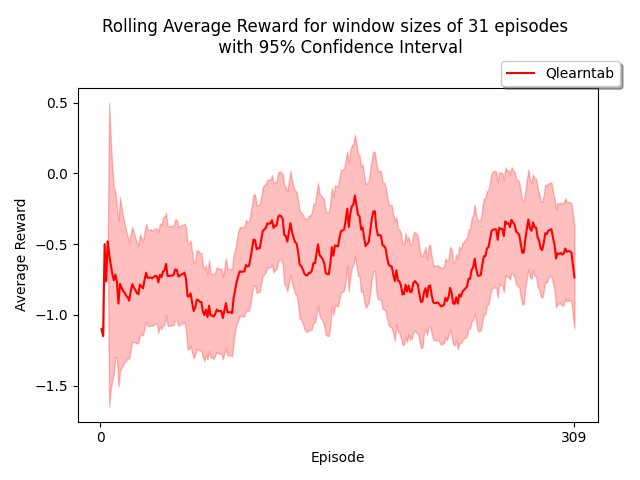 Rolling Average Reward for window sizes of 31 episodes
with 95% Confidence Interval
Qlearntab
0.5
0.0
−0.5
−1.0
−1.5
Average Reward
0
309
Episode